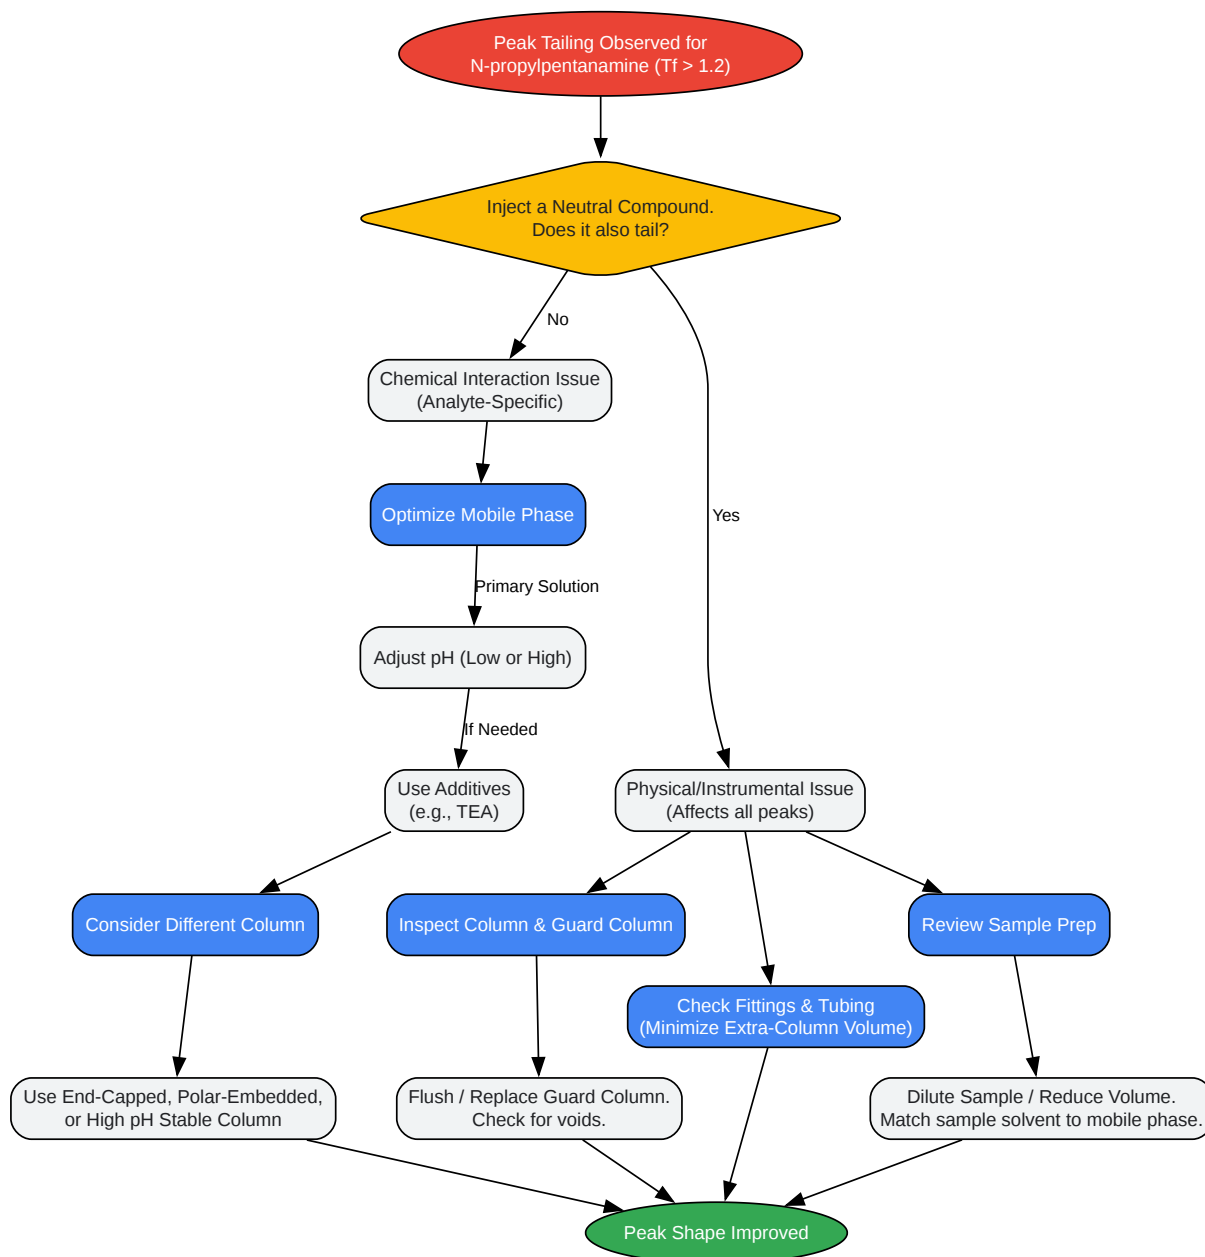 Peak Tailing Observed for
N-propylpentanamine (Tf > 1.2)
Inject a Neutral Compound.
Does it also tail?
No
Chemical Interaction Issue
(Analyte-Specific)
Optimize Mobile Phase
Yes
Primary Solution
Adjust pH (Low or High)
If Needed
Use Additives
(e.g., TEA)
Physical/Instrumental Issue
(Affects all peaks)
Consider Different Column
Inspect Column & Guard Column
Review Sample Prep
Check Fittings & Tubing
(Minimize Extra-Column Volume)
Use End-Capped, Polar-Embedded,
or High pH Stable Column
Flush / Replace Guard Column.
Check for voids.
Dilute Sample / Reduce Volume.
Match sample solvent to mobile phase.
Peak Shape Improved